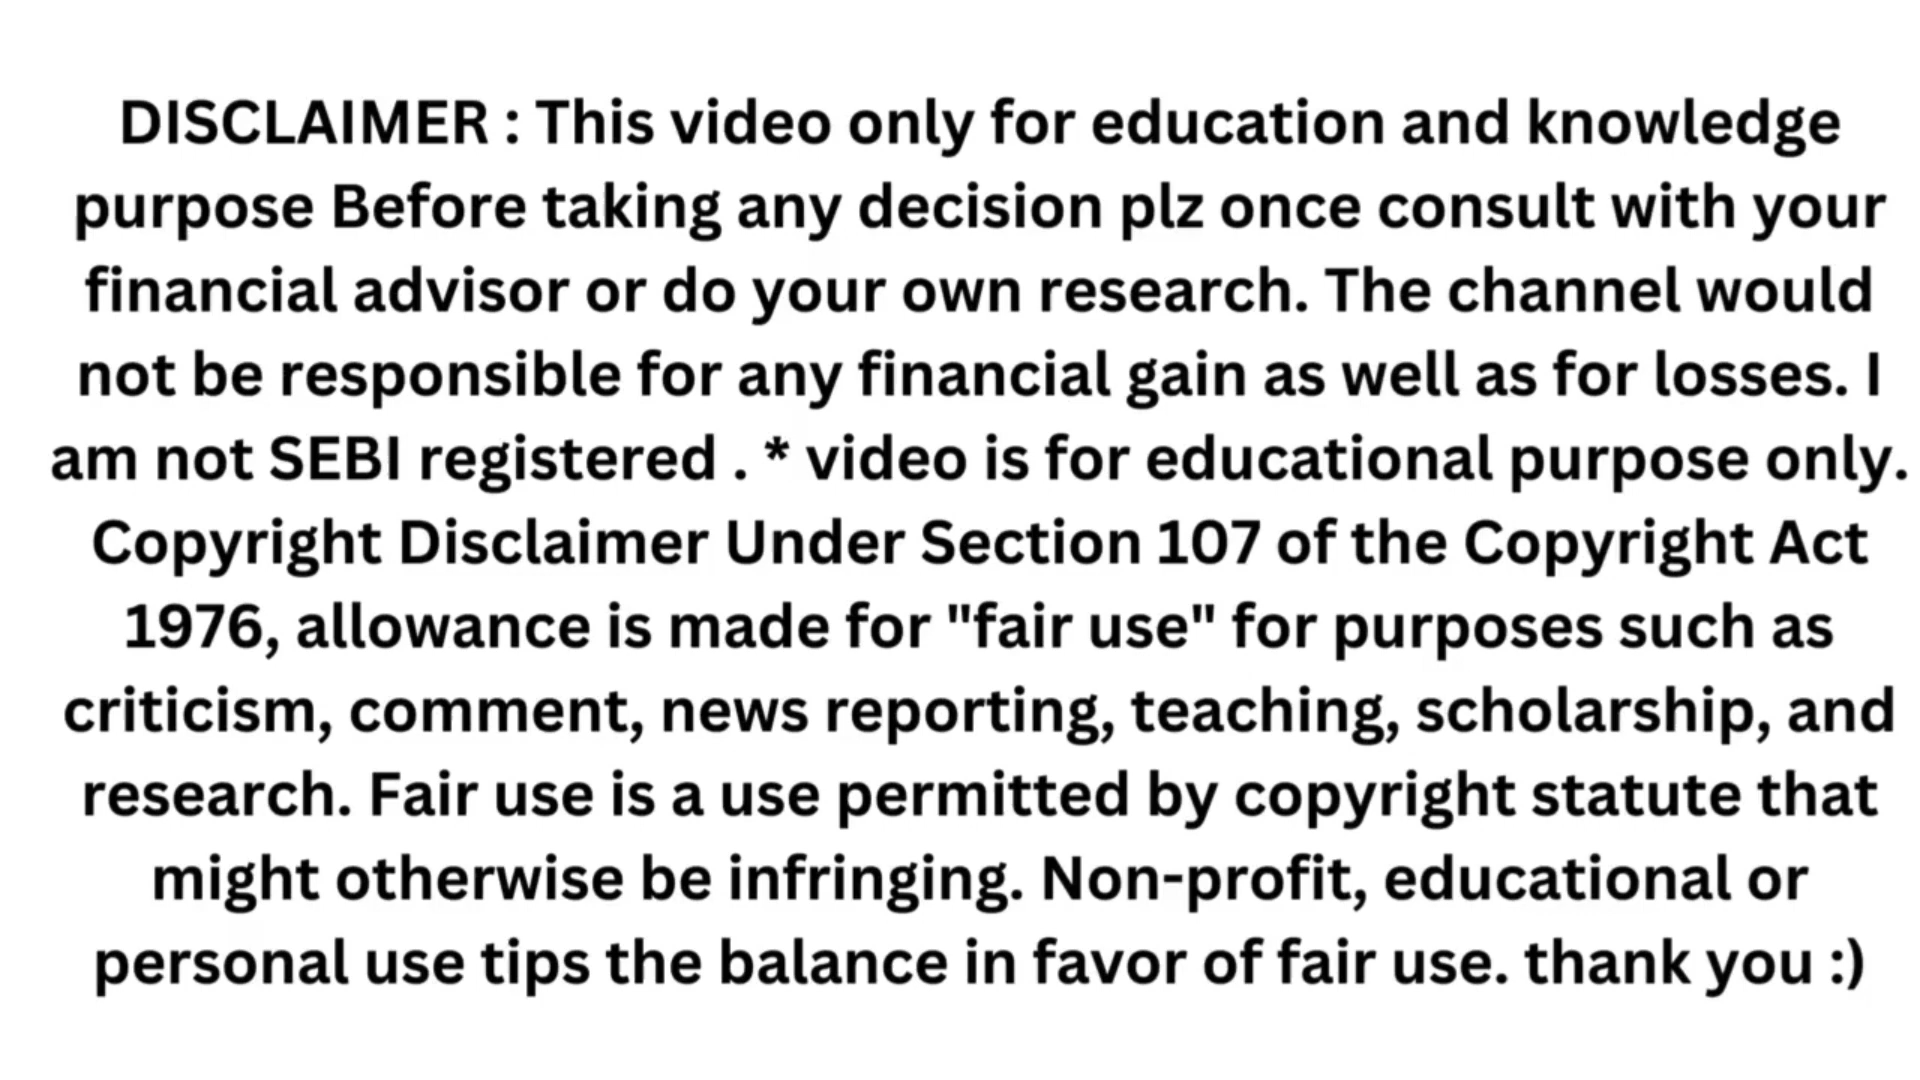 DISCLAIMER : This video only for education and knowledge
purpose Before taking any decision plz once consult with your
financial advisor or do your own research. The channel would
not be responsible for any financial gain as well as for losses. I
am not SEBI registered . * video is for educational purpose only.
Copyright Disclaimer Under Section 107 of the Copyright Act
1976, allowance is made for "fair use" for purposes such as
criticism, comment, news reporting, teaching, scholarship, and
research. Fair use is a use permitted by copyright statute that
might otherwise be infringing. Non-profit, educational or
personal use tips the balance in favor of fair use. thank you :)